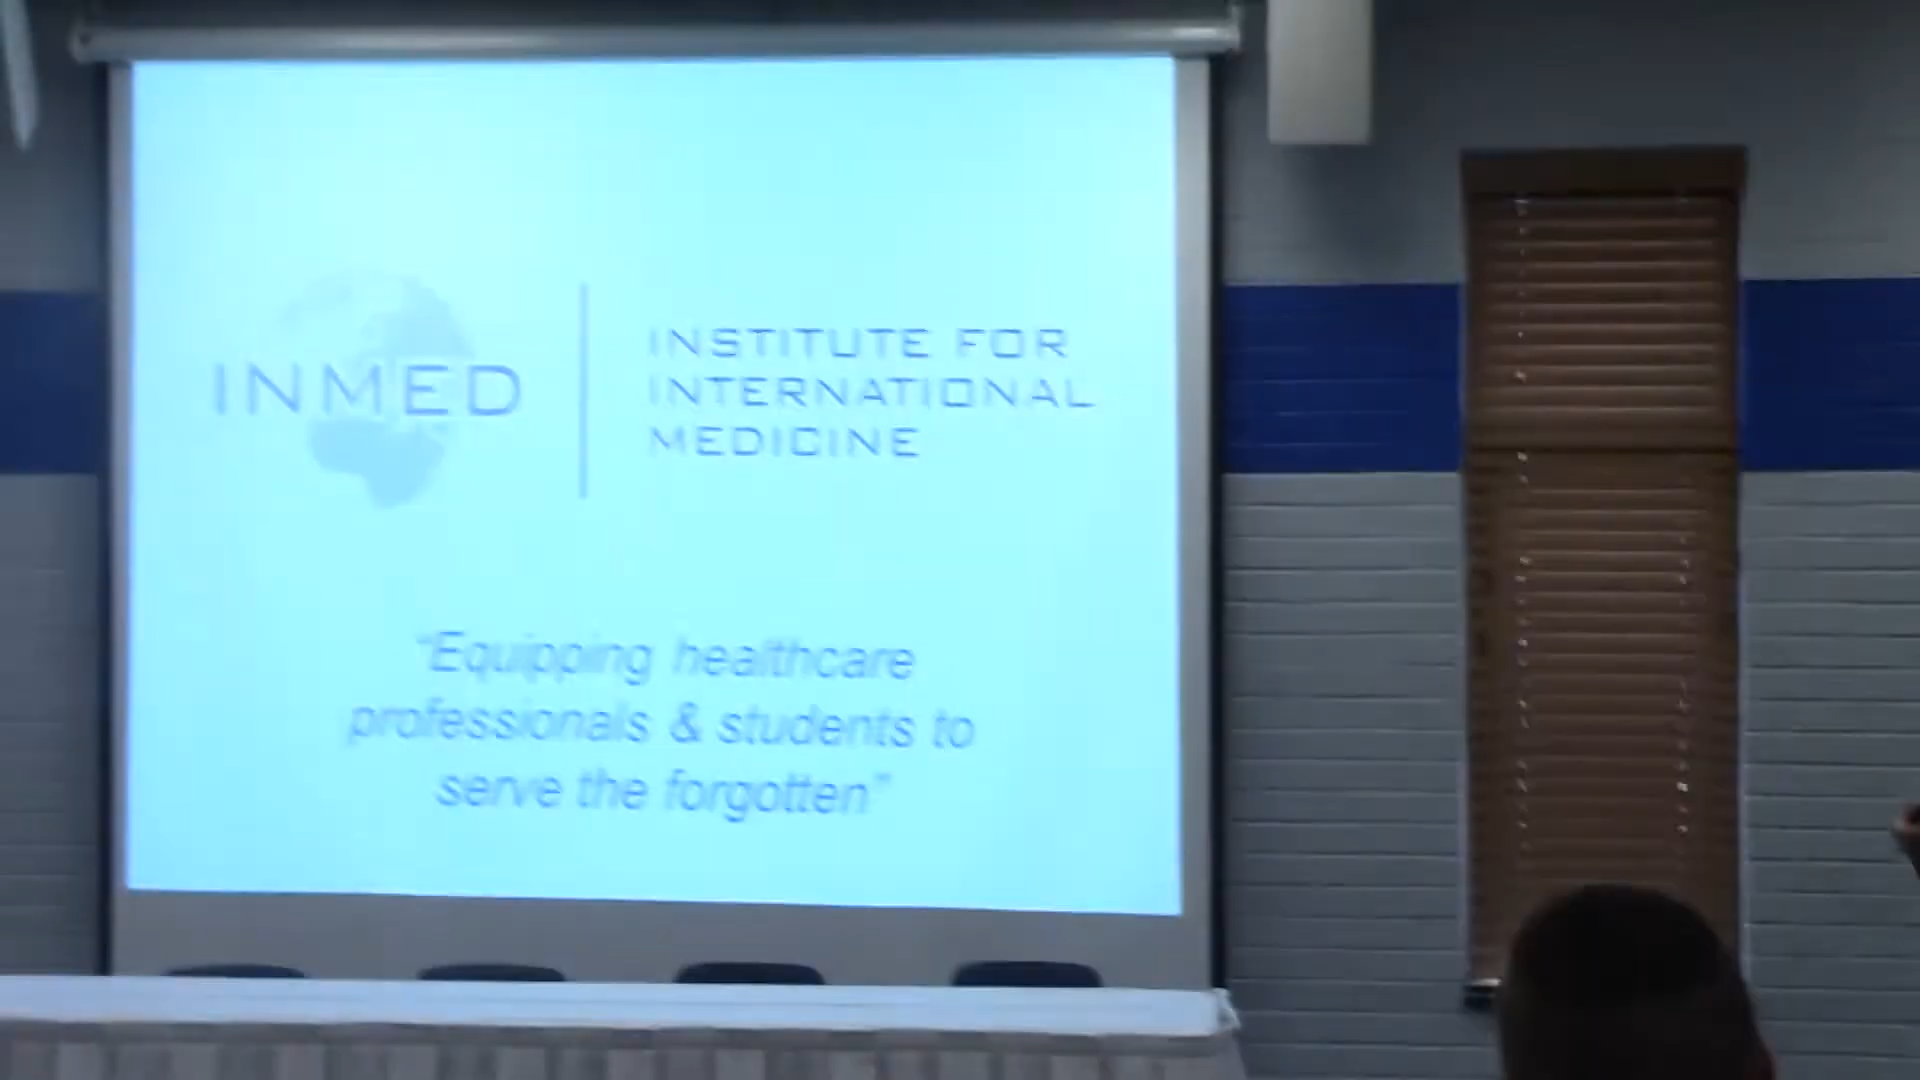 INMED
INSTITUTE FOR
INTERNATIONAL
MEDICINE
"Equipping healthcare
professionals & students to
serve the forgotten"